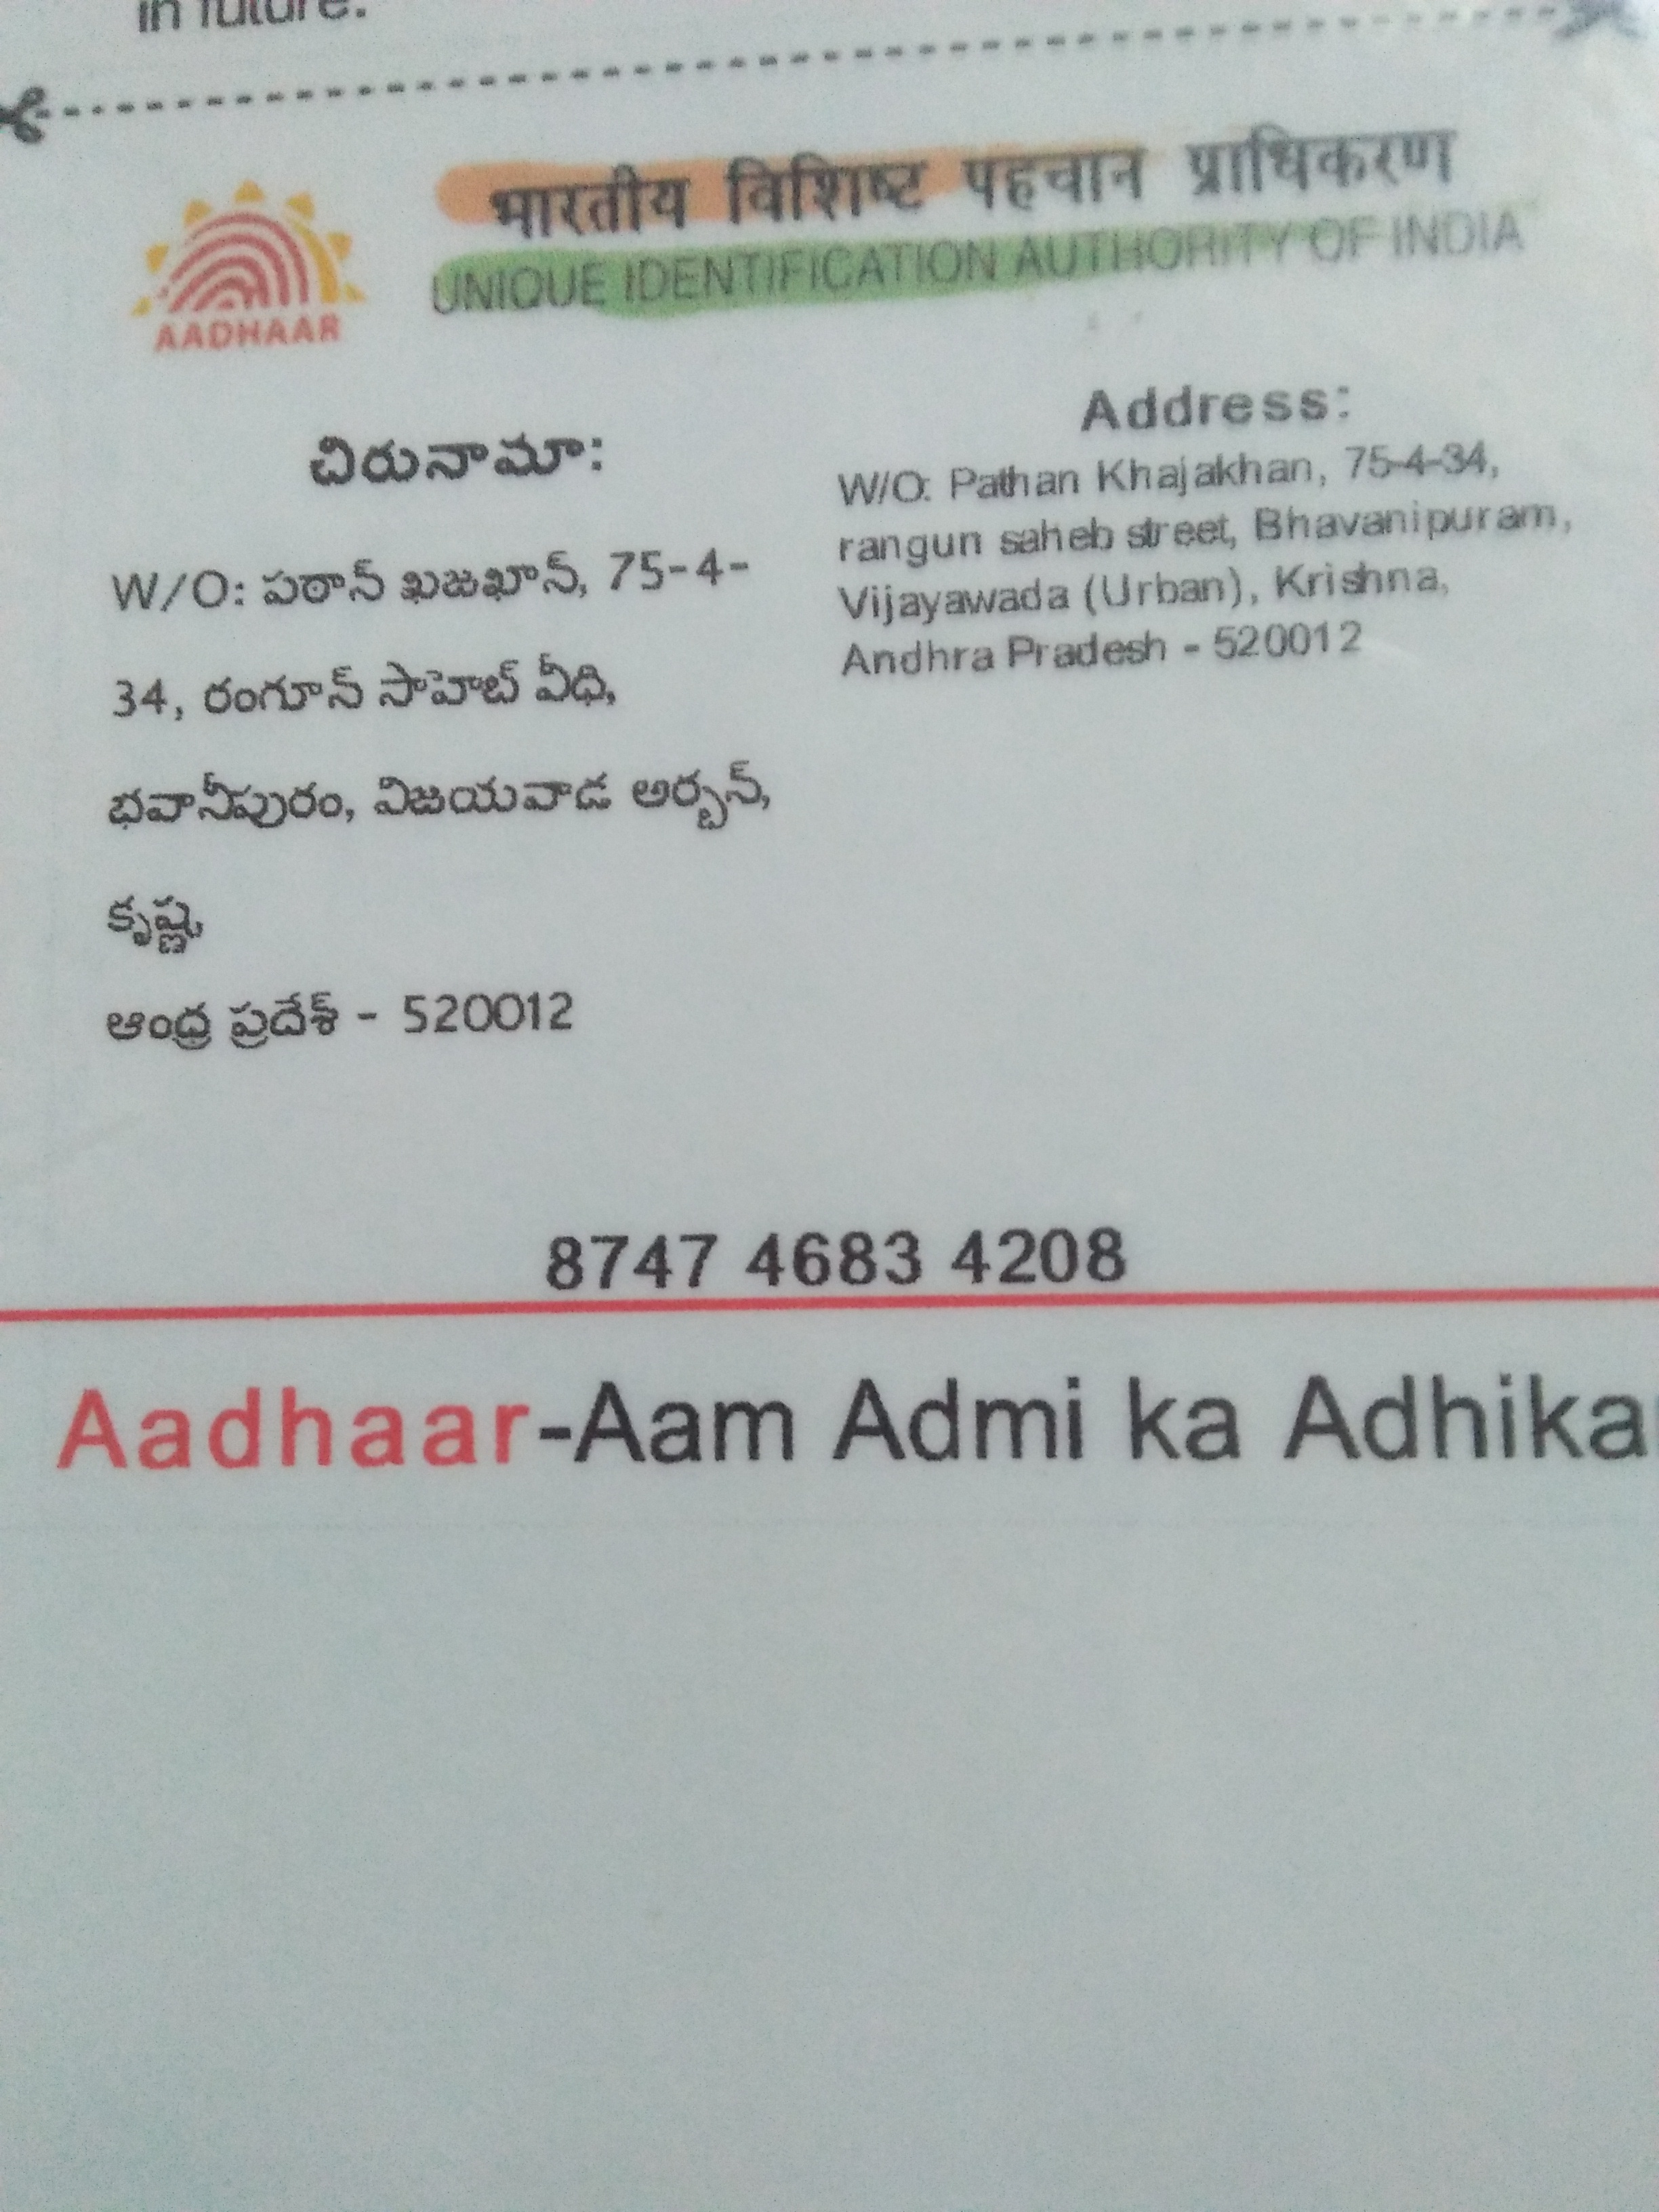 in future.
भारतीय विशिष्ट पहचान प्राधिकरण
UNIQUE IDENTIFICATION AUTHORITY OF INDIA
AADHAAR
చిరునామా:
W/O: పఠాన్ ఖజఖాన్, 75-4-
34, రంగూన్ సాహెబ్ వీధి,
భవానీపురం, విజయవాడ అర్బన్,
కృష్ణ,
ఆంధ్ర ప్రదేశ్ - 520012
Address:
W/O: Pathan Khajakhan, 75-4-34,
rangun saheb street, Bhavanipuram,
Vijayawada (Urban), Krishna,
Andhra Pradesh - 520012
8747 4683 4208
Aadhaar-Aam Admi ka Adhika